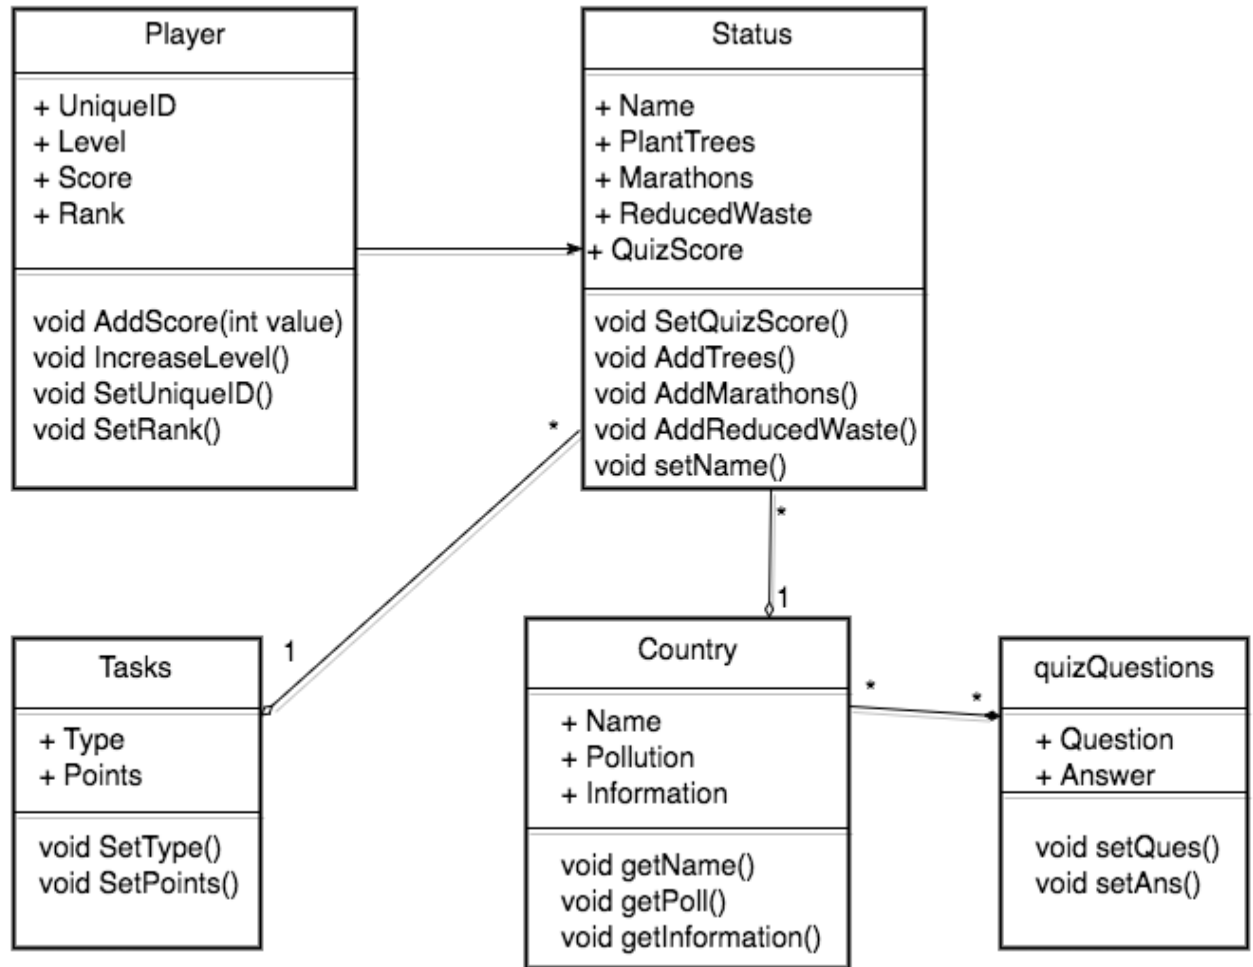 Player
+ UniqueID
+ Level
+ Score
+ Rank
void AddScore(int value)
void IncreaseLevel()
void SetUniqueID()
void SetRank()
Status
+ Name
+ PlantTrees
+ Marathons
+ ReducedWaste
+ QuizScore
void SetQuizScore()
void AddTrees()
void AddMarathons()
void AddReducedWaste()
void setName()
*
1
*
1
Tasks
+ Type
+ Points
void SetType()
void SetPoints()
Country
+ Name
+ Pollution
+ Information
void getName()
void getPoll()
void getInformation()
*
*
quizQuestions
+ Question
+ Answer
void setQues()
void setAns()